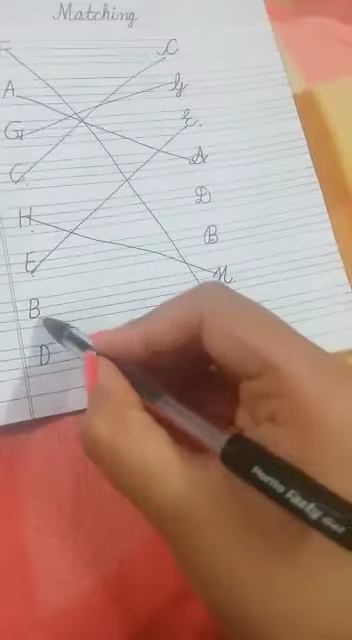 Matching
F C
A G
G E
C A
H D
E B
B H
D